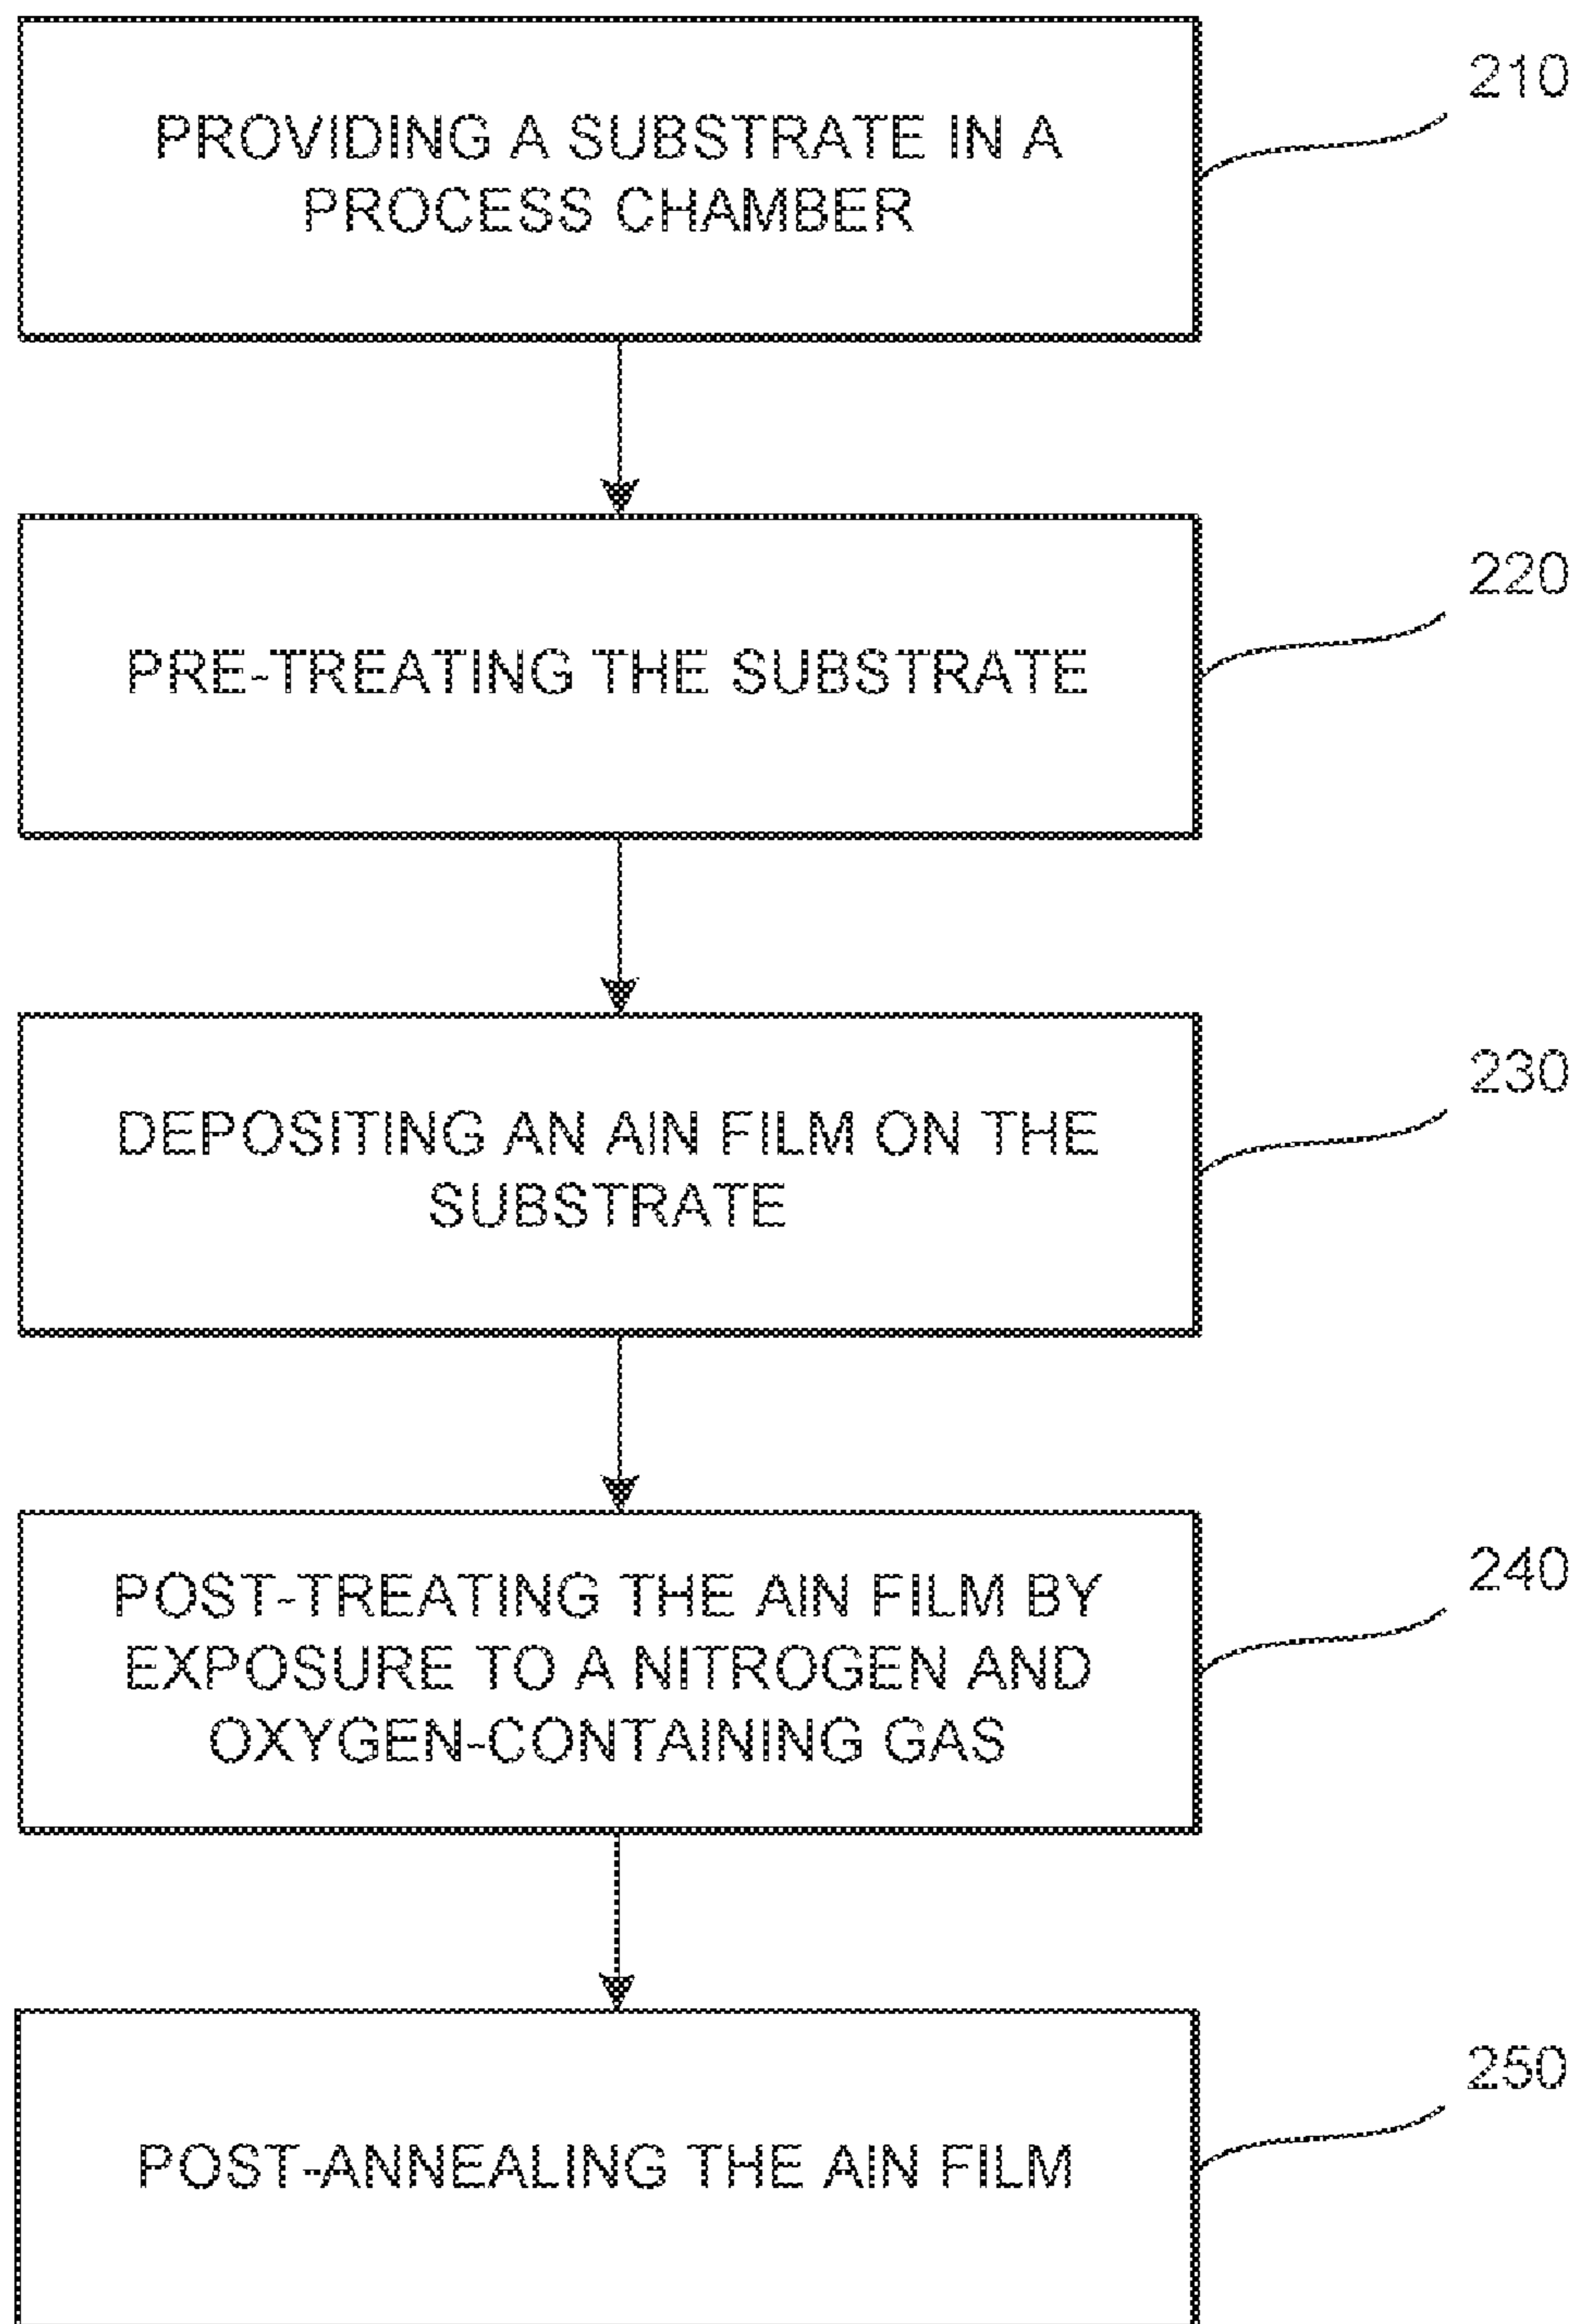 PROVIDING A SUBSTRATE IN A
PROCESS CHAMBER
210
PRE-TREATING THE SUBSTRATE
220
DEPOSITING AN AlN FILM ON THE
SUBSTRATE
230
POST-TREATING THE AlN FILM BY
EXPOSURE TO A NITROGEN AND
OXYGEN-CONTAINING GAS
240
POST-ANNEALING THE AlN FILM
250